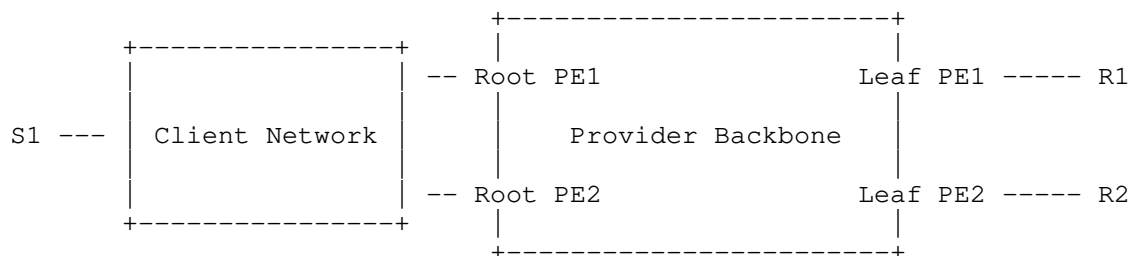 -- Root PE1 Leaf PE1 ----- R1
S1 --- Client Network Provider Backbone
-- Root PE2 Leaf PE2 ----- R2